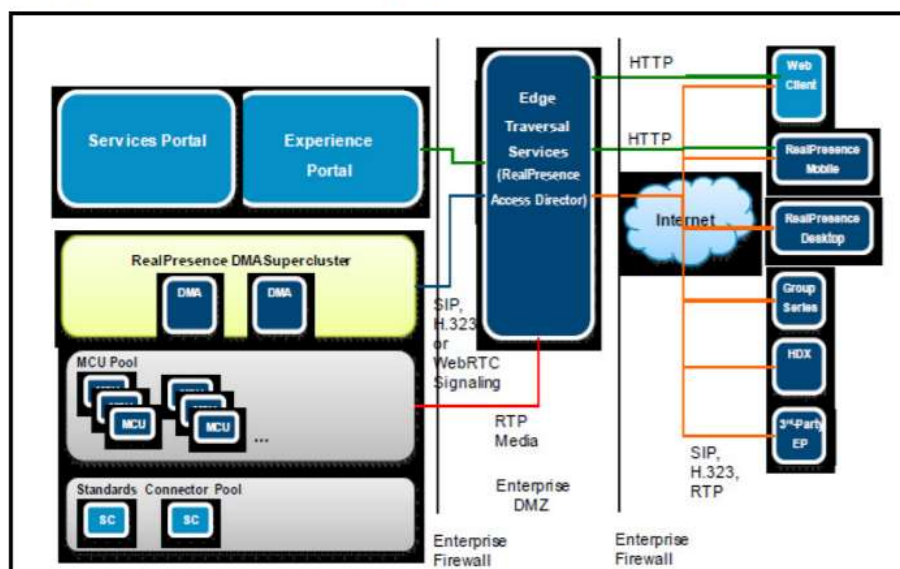 Services Portal
Experience
Portal
RealPresence DMASupercluster
DMA
DMA
MCU Pool
MCU
MCU
...
Standards Connector Pool
SC
SC
SIP,
H.323
or
WebRTC
Signaling
Enterprise
Firewall
Edge
Traversal
Services
(RealPresence
Access Director)
RTP
Media
Enterprise
DMZ
Enterprise
Firewall
HTTP
HTTP
Internet
SIP,
H.323,
RTP
Web
Client
RealPresence
Mobile
RealPresence
Desktop
Group
Series
HDX
3rd-Party
EP